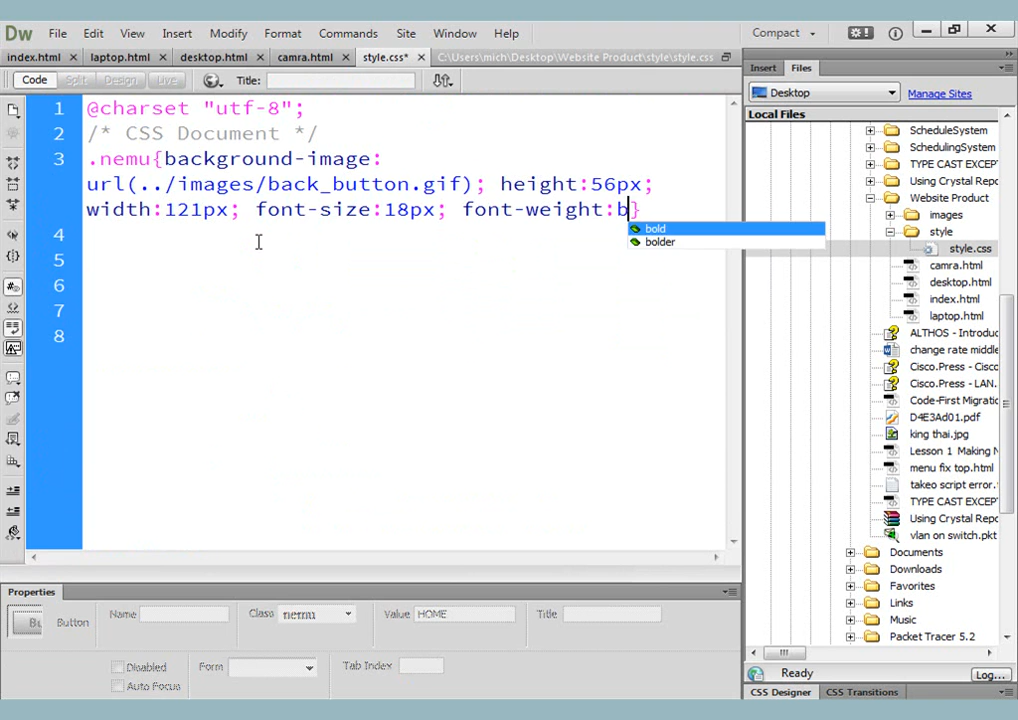 Dw File Edit View Insert Modify Format Commands Site Window Help Compact
index.html laptop.html desktop.html camra.html style.css* C:\Users\mich\Desktop\Website Product\style\style.css
Code Split Design Live Title:
1 @charset "utf-8";
2 /* CSS Document */
3 .nemu{background-image:
url(../images/back_button.gif); height:56px;
width:121px; font-size:18px; font-weight:b}
bold
bolder
4
5
6
7
8
Properties
Bu Button
Name
Class nemu
Value HOME
Title
Disabled
Auto Focus
Form
Tab Index
Insert Files
Desktop Manage Sites
Local Files
ScheduleSystem
SchedulingSystem
TYPE CAST EXCEP
Using Crystal Repo
Website Product
images
style
style.css
camra.html
desktop.html
index.html
laptop.html
ALTHOS - Introduc
change rate middle
Cisco.Press - Cisco
Cisco.Press - LAN.
Code-First Migratio
D4E3Ad01.pdf
king thai.jpg
Lesson 1 Making N
menu fix top.html
takeo script error.
TYPE CAST EXCEP
Using Crystal Repo
vlan on switch.pkt
Documents
Downloads
Favorites
Links
Music
Packet Tracer 5.2
Ready Log...
CSS Designer CSS Transitions